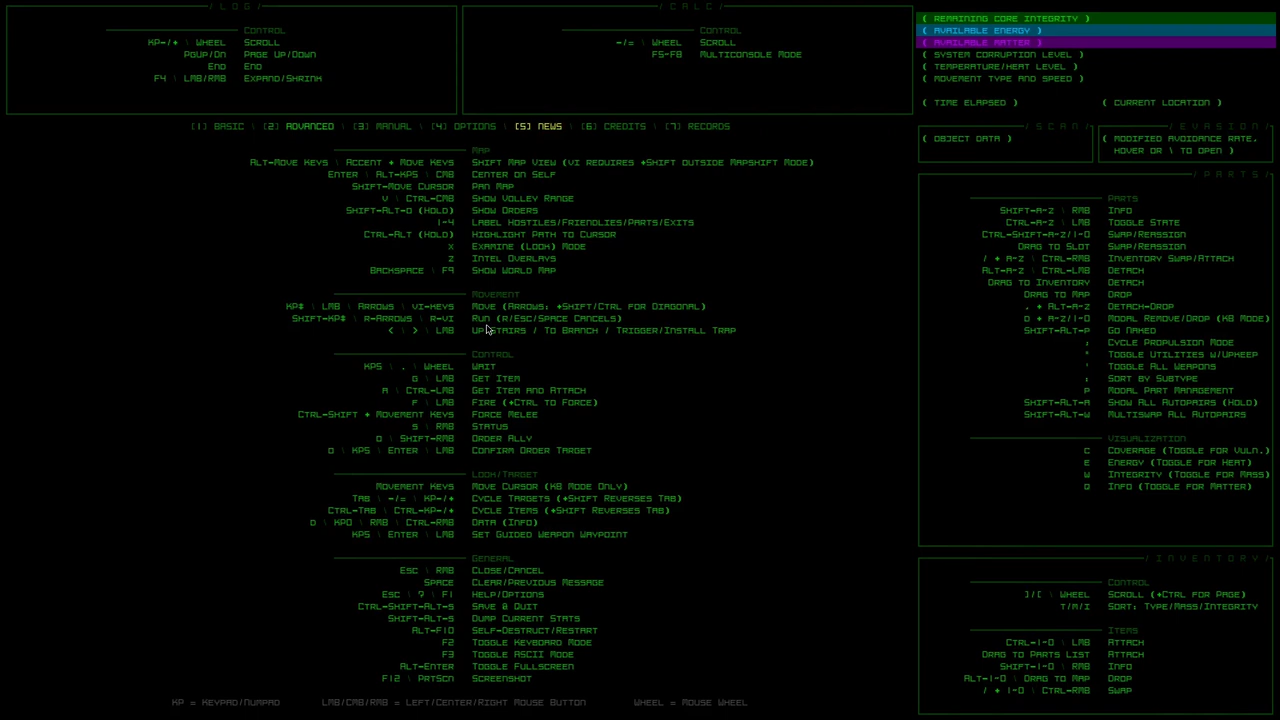 / L O G /
CONTROL
KP-/+ \ WHEEL SCROLL
PGUP/DN PAGE UP/DOWN
END END
F4 \ LMB/RMB EXPAND/SHRINK
/ C A L C /
CONTROL
-/= \ WHEEL SCROLL
F5-F8 MULTICONSOLE MODE
( REMAINING CORE INTEGRITY )
( AVAILABLE ENERGY )
( AVAILABLE MATTER )
( SYSTEM CORRUPTION LEVEL )
( TEMPERATURE/HEAT LEVEL )
( MOVEMENT TYPE AND SPEED )
( TIME ELAPSED ) ( CURRENT LOCATION )
[1] BASIC \ [2] ADVANCED \ [3] MANUAL \ [4] OPTIONS \ [5] NEWS \ [6] CREDITS \ [7] RECORDS
/ S C A N /
( OBJECT DATA )
/ E V A S I O N /
( MODIFIED AVOIDANCE RATE.
HOVER OR \ TO OPEN )
MAP
ALT-MOVE KEYS \ ACCENT + MOVE KEYS SHIFT MAP VIEW (VI REQUIRES +SHIFT OUTSIDE MAPSHIFT MODE)
ENTER \ ALT-KP5 \ CMB CENTER ON SELF
SHIFT-MOVE CURSOR PAN MAP
V \ CTRL-CMB SHOW VOLLEY RANGE
SHIFT-ALT-O (HOLD) SHOW ORDERS
1-4 LABEL HOSTILES/FRIENDLIES/PARTS/EXITS
CTRL-ALT (HOLD) HIGHLIGHT PATH TO CURSOR
X EXAMINE (LOOK) MODE
Z INTEL OVERLAYS
BACKSPACE \ F9 SHOW WORLD MAP
MOVEMENT
KP# \ LMB \ ARROWS \ VI-KEYS MOVE (ARROWS: +SHIFT/CTRL FOR DIAGONAL)
SHIFT-KP# \ R-ARROWS \ R-VI RUN (R/ESC/SPACE CANCELS)
< \ > \ LMB UPSTAIRS / TO BRANCH / TRIGGER/INSTALL TRAP
CONTROL
KP5 \ . \ WHEEL WAIT
G \ LMB GET ITEM
A \ CTRL-LMB GET ITEM AND ATTACH
F \ LMB FIRE (+CTRL TO FORCE)
CTRL-SHIFT + MOVEMENT KEYS FORCE MELEE
S \ RMB STATUS
O \ SHIFT-RMB ORDER ALLY
O \ KP5 \ ENTER \ LMB CONFIRM ORDER TARGET
LOOK/TARGET
MOVEMENT KEYS MOVE CURSOR (KB MODE ONLY)
TAB \ -/= \ KP-/+ CYCLE TARGETS (+SHIFT REVERSES TAB)
CTRL-TAB \ CTRL-KP-/+ CYCLE ITEMS (+SHIFT REVERSES TAB)
D \ KP0 \ RMB \ CTRL-RMB DATA (INFO)
KP5 \ ENTER \ LMB SET GUIDED WEAPON WAYPOINT
GENERAL
ESC \ RMB CLOSE/CANCEL
SPACE CLEAR/PREVIOUS MESSAGE
ESC \ ? \ F1 HELP/OPTIONS
CTRL-SHIFT-ALT-S SAVE & QUIT
SHIFT-ALT-S DUMP CURRENT STATS
ALT-F10 SELF-DESTRUCT/RESTART
F2 TOGGLE KEYBOARD MODE
F3 TOGGLE ASCII MODE
ALT-ENTER TOGGLE FULLSCREEN
F12 \ PRTSCN SCREENSHOT
KP = KEYPAD/NUMPAD LMB/CMB/RMB = LEFT/CENTER/RIGHT MOUSE BUTTON WHEEL = MOUSE WHEEL
/ P A R T S /
PARTS
SHIFT-A-Z \ RMB INFO
CTRL-A-Z \ LMB TOGGLE STATE
CTRL-SHIFT-A-Z/1-0 SWAP/REASSIGN
DRAG TO SLOT SWAP/REASSIGN
/ + A-Z \ CTRL-RMB INVENTORY SWAP/ATTACH
ALT-A-Z \ CTRL-LMB DETACH
DRAG TO INVENTORY DETACH
DRAG TO MAP DROP
. + ALT-A-Z DETACH-DROP
D + A-Z/1-0 MODAL REMOVE/DROP (KB MODE)
SHIFT-ALT-P GO NAKED
; CYCLE PROPULSION MODE
" TOGGLE UTILITIES W/UPKEEP
' TOGGLE ALL WEAPONS
: SORT BY SUBTYPE
P MODAL PART MANAGEMENT
SHIFT-ALT-A SHOW ALL AUTOPAIRS (HOLD)
SHIFT-ALT-W MULTISWAP ALL AUTOPAIRS
VISUALIZATION
C COVERAGE (TOGGLE FOR VULN.)
E ENERGY (TOGGLE FOR HEAT)
W INTEGRITY (TOGGLE FOR MASS)
Q INFO (TOGGLE FOR MATTER)
/ I N V E N T O R Y /
CONTROL
]/[ \ WHEEL SCROLL (+CTRL FOR PAGE)
T/M/I SORT: TYPE/MASS/INTEGRITY
ITEMS
CTRL-1-0 \ LMB ATTACH
DRAG TO PARTS LIST ATTACH
SHIFT-1-0 \ RMB INFO
ALT-1-0 \ DRAG TO MAP DROP
/ + 1-0 \ CTRL-RMB SWAP